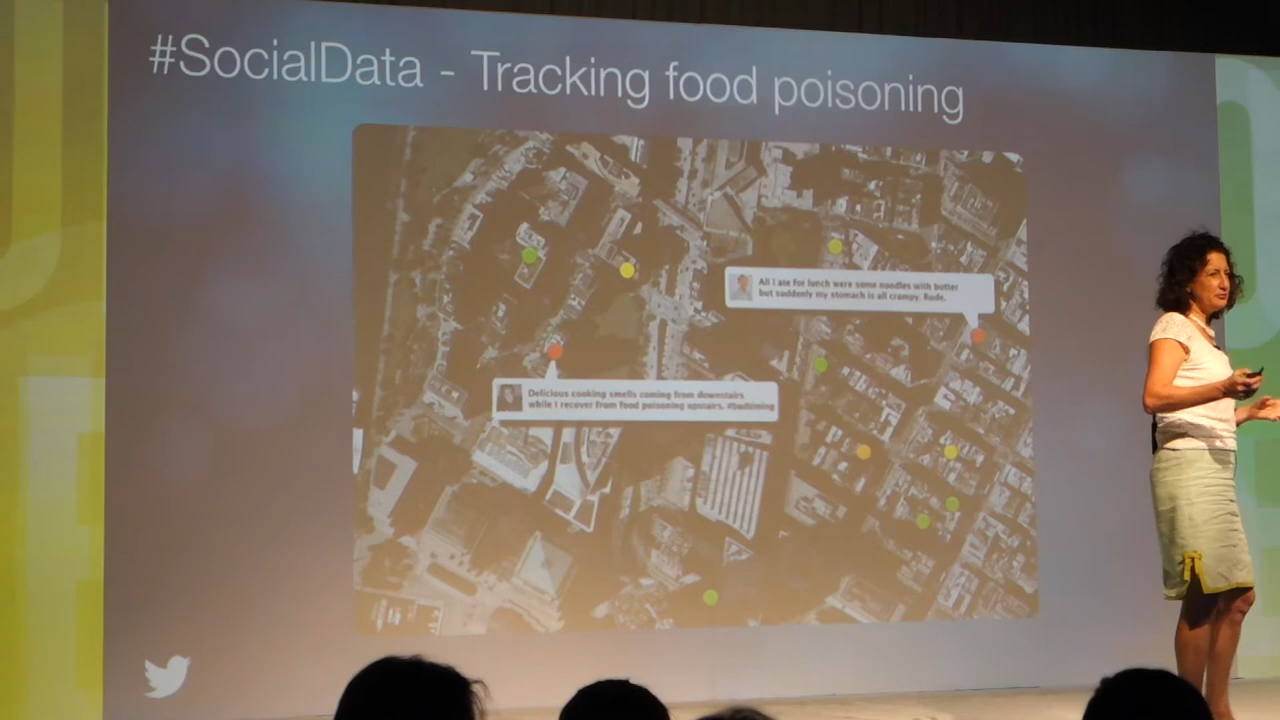 #SocialData - Tracking food poisoning
All I ate for lunch were some noodles with butter
but suddenly my stomach is all crampy. Rude.
Delicious cooking smells coming from downstairs
while I recover from food poisoning upstairs. #badtiming